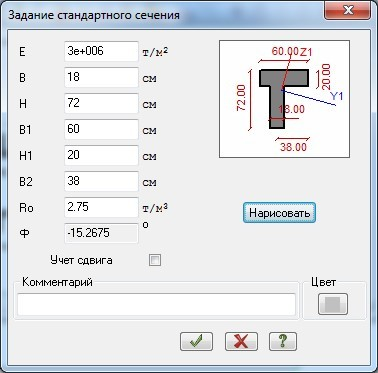 Задание стандартного сечения
E 3e+006 т/м²
B 18 см
H 72 см
B1 60 см
H1 20 см
B2 38 см
Ro 2.75 т/м³
Ф -15.2675 °
Учет сдвига
60.00 Z1
20.00
72.00
Y1
18.00
38.00
Нарисовать
Комментарий
Цвет
?